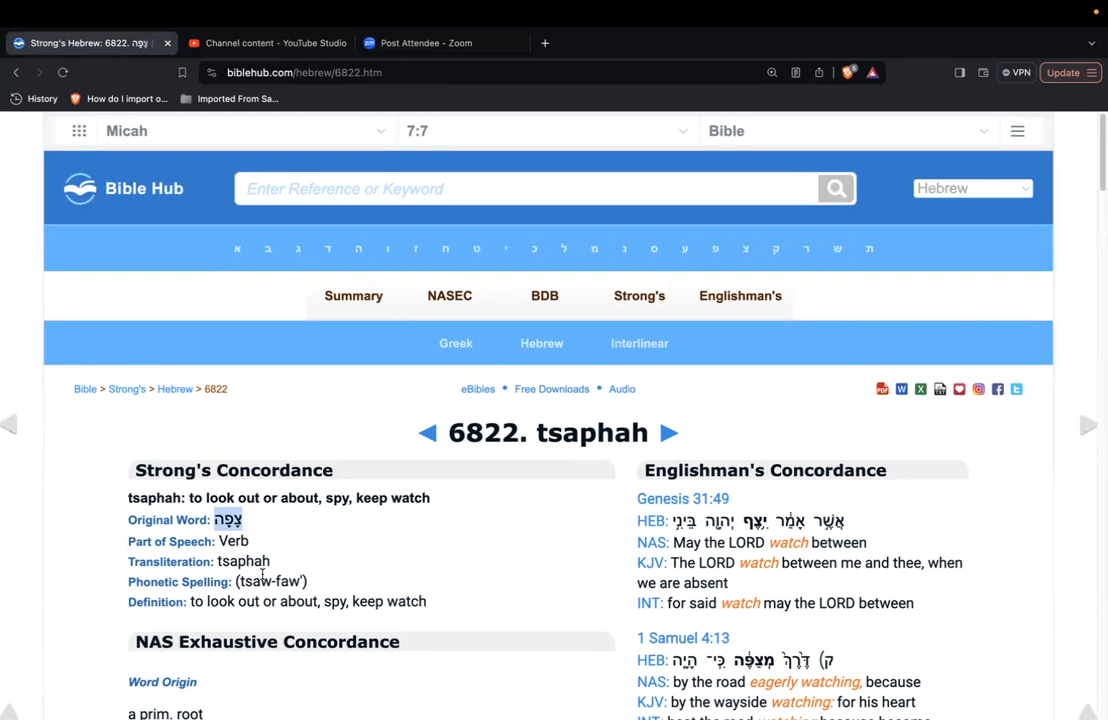 Strong's Hebrew: 6822. צָפָה
Channel content - YouTube Studio
Post Attendee - Zoom
biblehub.com/hebrew/6822.htm
VPN
Update
History
How do I import o...
Imported From Sa...
Micah
7:7
Bible
Bible Hub
Enter Reference or Keyword
Hebrew
א ב ג ד ה ו ז ח ט י כ ל מ נ ס ע פ צ ק ר ש ת
Summary NASEC BDB Strong's Englishman's
Greek Hebrew Interlinear
Bible > Strong's > Hebrew > 6822
eBibles • Free Downloads • Audio
◄ 6822. tsaphah ►
Strong's Concordance
tsaphah: to look out or about, spy, keep watch
Original Word: צָפָה
Part of Speech: Verb
Transliteration: tsaphah
Phonetic Spelling: (tsaw-faw')
Definition: to look out or about, spy, keep watch
NAS Exhaustive Concordance
Word Origin
a prim. root
Englishman's Concordance
Genesis 31:49
HEB: אֲשֶׁ֣ר אָמַ֔ר יִ֥צֶף יְהוָ֖ה בֵּינִ֣י
NAS: May the LORD watch between
KJV: The LORD watch between me and thee, when
we are absent
INT: for said watch may the LORD between
1 Samuel 4:13
HEB: ק) דֶּ֙רֶךְ֙ מְצַפֶּ֔ה כִּֽי־ הָיָ֤ה
NAS: by the road eagerly watching, because
KJV: by the wayside watching: for his heart